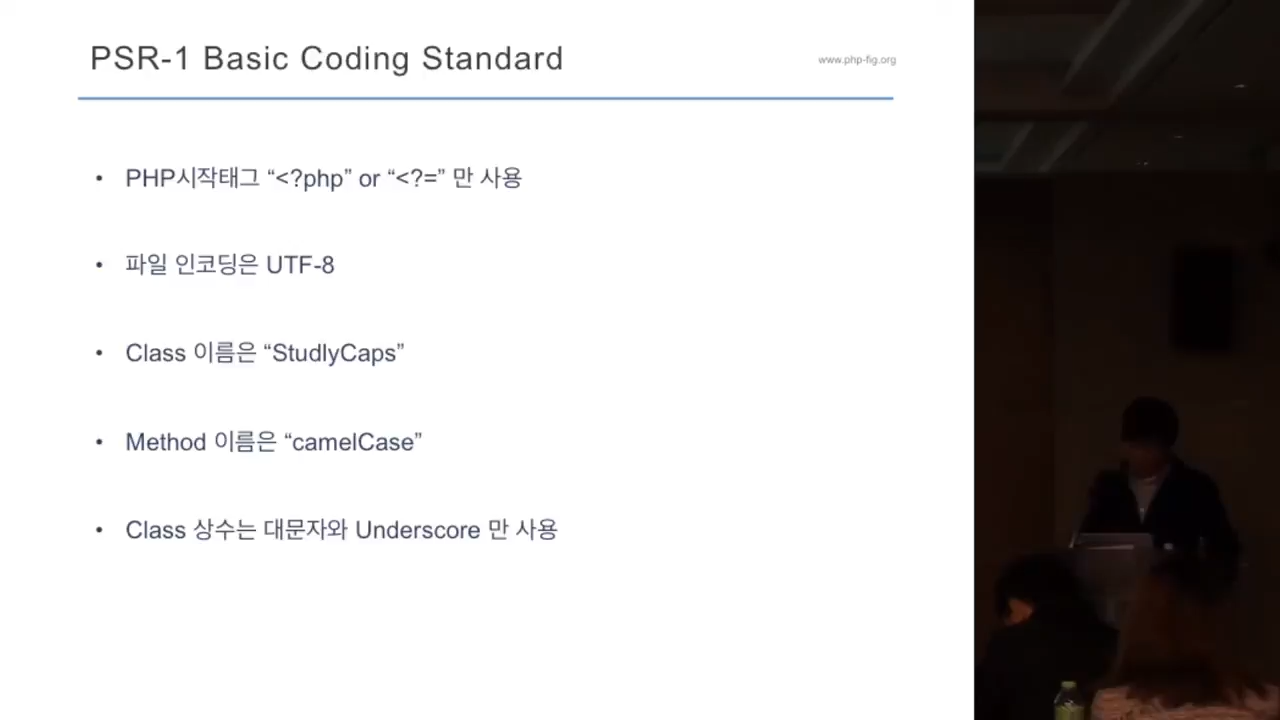 PSR-1 Basic Coding Standard
www.php-fig.org
• PHP시작태그 “<?php” or “<?=” 만 사용
• 파일 인코딩은 UTF-8
• Class 이름은 “StudlyCaps”
• Method 이름은 “camelCase”
• Class 상수는 대문자와 Underscore 만 사용